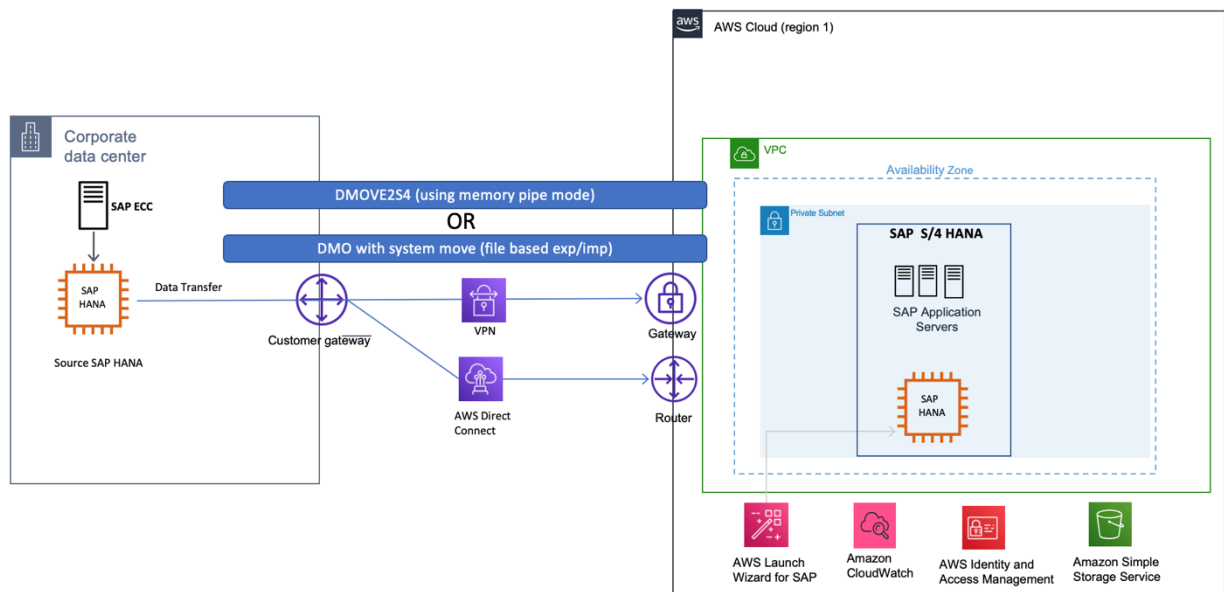 aws
AWS Cloud (region 1)
Corporate
data center
VPC
Availability Zone
SAP ECC
DMOVE2S4 (using memory pipe mode)
OR
DMO with system move (file based exp/imp)
Private Subnet
SAP S/4 HANA
SAP
HANA
Data Transfer
SAP Application
Servers
VPN
Gateway
Customer gateway
Source SAP HANA
SAP
HANA
AWS Direct
Connect
Router
AWS Launch
Wizard for SAP
Amazon
CloudWatch
AWS Identity and
Access Management
Amazon Simple
Storage Service